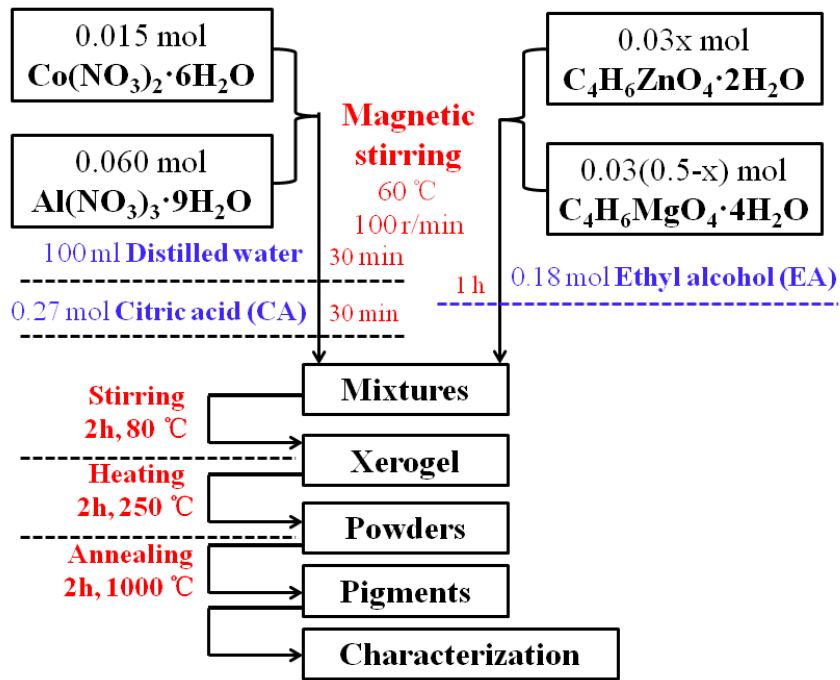 0.015 mol
Co(NO₃)₂·6H₂O
0.060 mol
Al(NO₃)₃·9H₂O
0.03x mol
C₄H₆ZnO₄·2H₂O
0.03(0.5-x) mol
C₄H₆MgO₄·4H₂O
Magnetic
stirring
60 ℃
100 r/min
100 ml Distilled water
30 min
0.27 mol Citric acid (CA)
30 min
1 h
0.18 mol Ethyl alcohol (EA)
Mixtures
Stirring
2h, 80 ℃
Xerogel
Heating
2h, 250 ℃
Powders
Annealing
2h, 1000 ℃
Pigments
Characterization